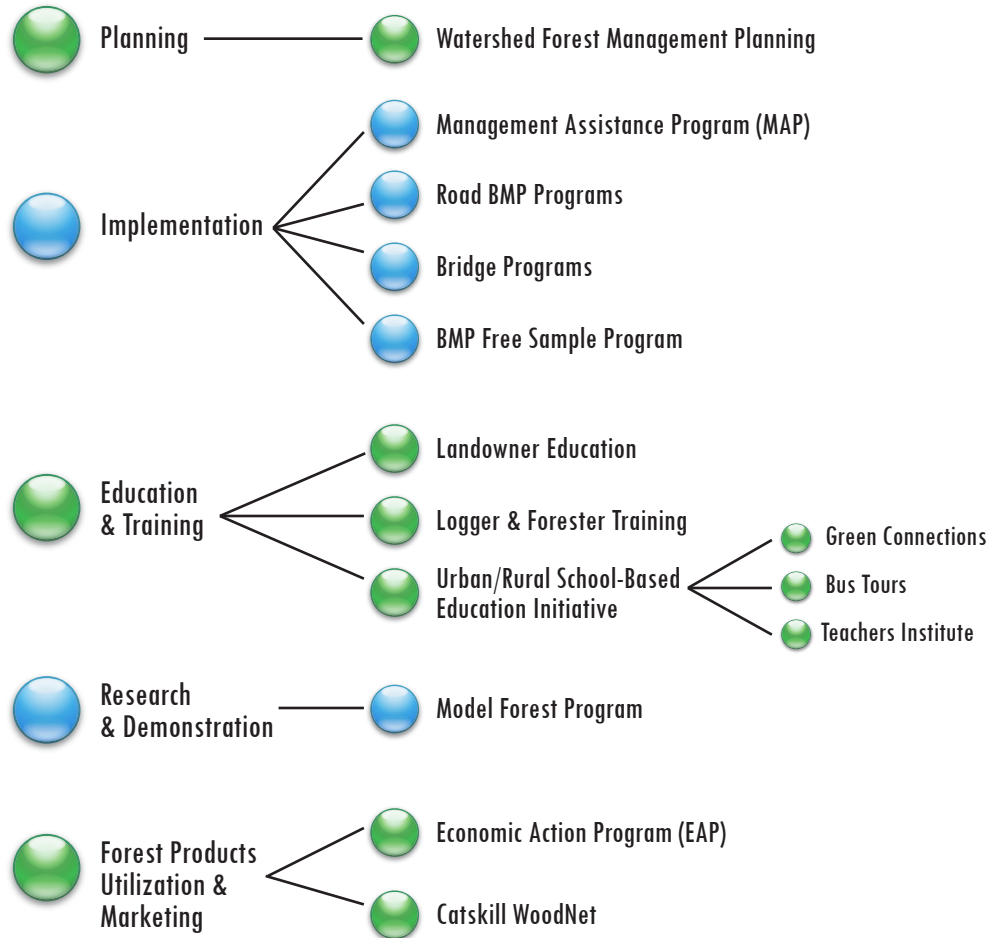 Planning
Watershed Forest Management Planning
Implementation
Management Assistance Program (MAP)
Road BMP Programs
Bridge Programs
BMP Free Sample Program
Education
& Training
Landowner Education
Logger & Forester Training
Urban/Rural School-Based
Education Initiative
Green Connections
Bus Tours
Teachers Institute
Research
& Demonstration
Model Forest Program
Forest Products
Utilization &
Marketing
Economic Action Program (EAP)
Catskill WoodNet